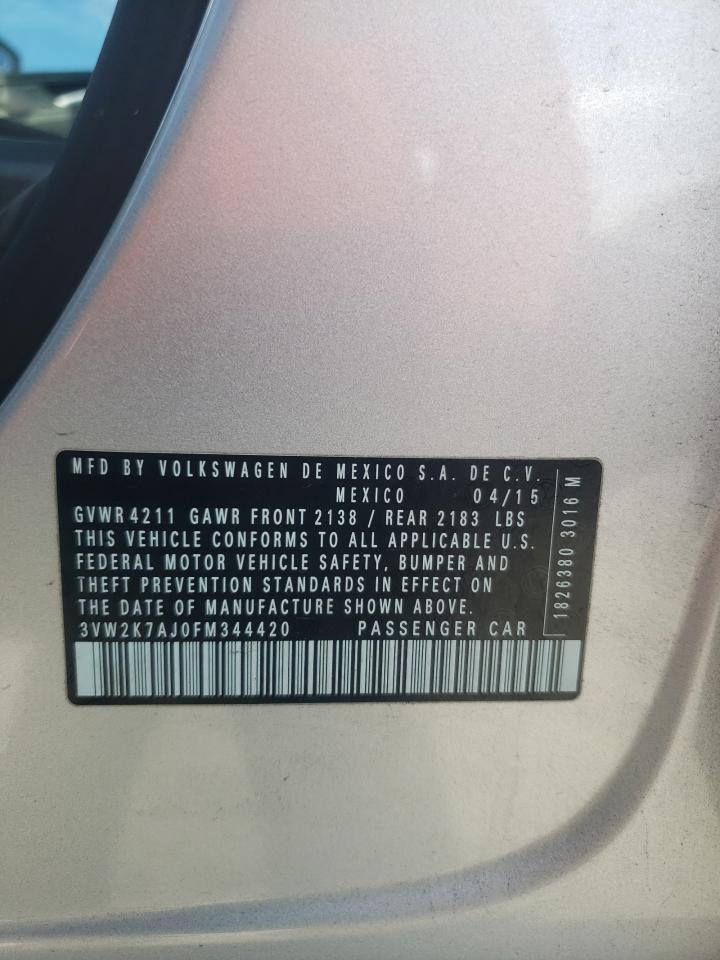 MFD BY VOLKSWAGEN DE MEXICO S.A. DE C.V.
MEXICO 04/15
GVWR 4211 GAWR FRONT 2138 / REAR 2183 LBS
THIS VEHICLE CONFORMS TO ALL APPLICABLE U.S.
FEDERAL MOTOR VEHICLE SAFETY, BUMPER AND
THEFT PREVENTION STANDARDS IN EFFECT ON
THE DATE OF MANUFACTURE SHOWN ABOVE.
3VW2K7AJ0FM344420 PASSENGER CAR
1826380 3016 M